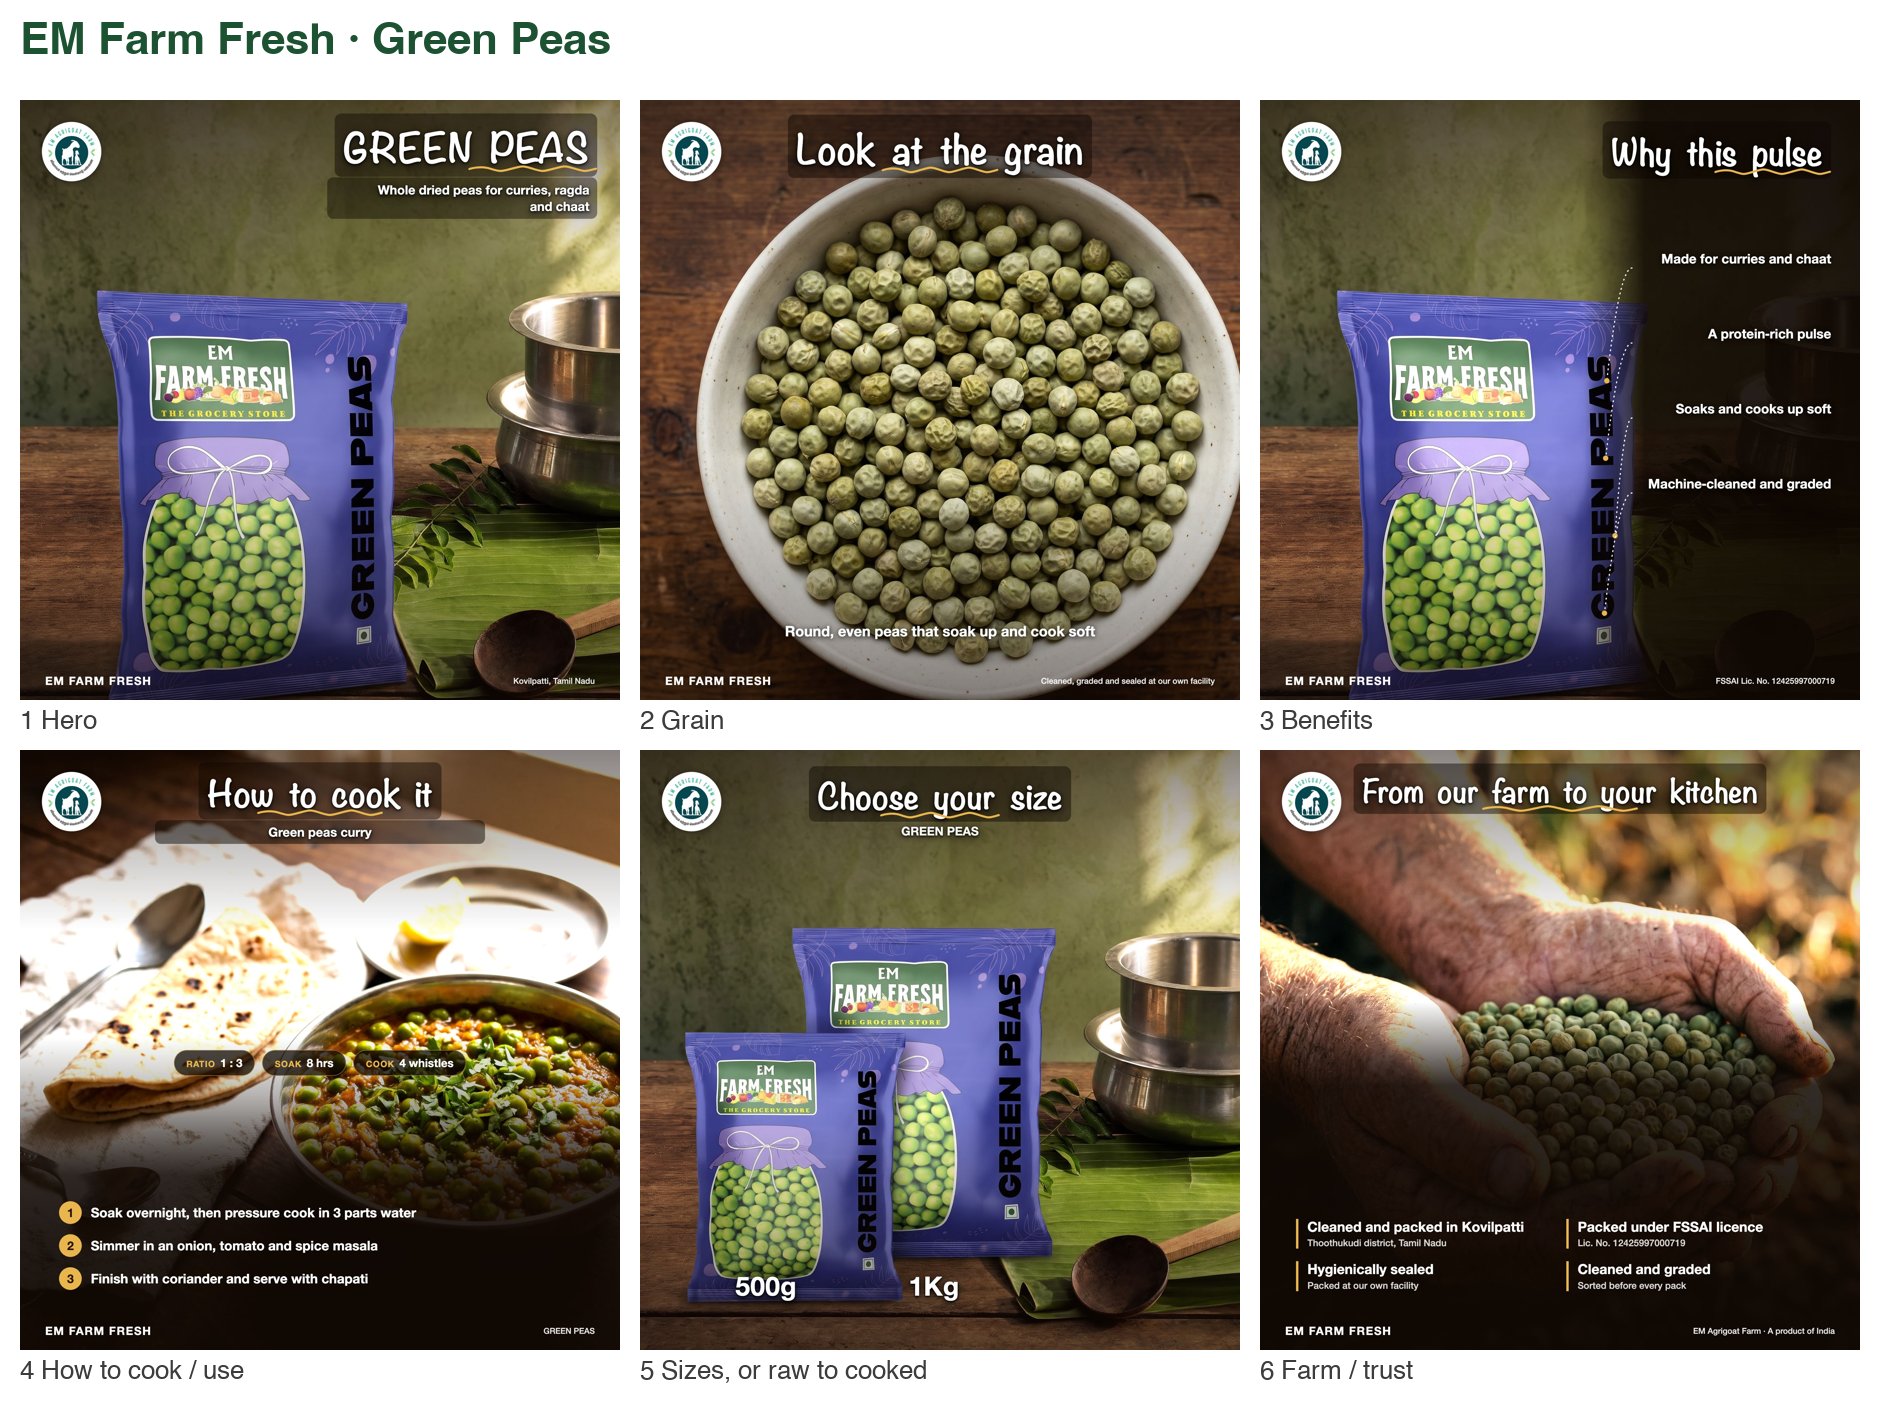 EM Farm Fresh · Green Peas
GREEN PEAS
Whole dried peas for curries, ragda
and chaat
EM
FARM FRESH
THE GROCERY STORE
GREEN PEAS
EM FARM FRESH
Kovilpatti, Tamil Nadu
1 Hero
Look at the grain
Round, even peas that soak up and cook soft
EM FARM FRESH
Cleaned, graded and sealed at our own facility
2 Grain
Why this pulse
Made for curries and chaat
A protein-rich pulse
Soaks and cooks up soft
Machine-cleaned and graded
EM
FARM FRESH
THE GROCERY STORE
GREEN PEAS
EM FARM FRESH
FSSAI Lic. No. 12425997000719
3 Benefits
How to cook it
Green peas curry
RATIO 1 : 3
SOAK 8 hrs
COOK 4 whistles
1 Soak overnight, then pressure cook in 3 parts water
2 Simmer in an onion, tomato and spice masala
3 Finish with coriander and serve with chapati
EM FARM FRESH
GREEN PEAS
4 How to cook / use
Choose your size
GREEN PEAS
EM
FARM FRESH
THE GROCERY STORE
GREEN PEAS
EM
FARM FRESH
THE GROCERY STORE
GREEN PEAS
500g
1Kg
5 Sizes, or raw to cooked
From our farm to your kitchen
Cleaned and packed in Kovilpatti
Thoothukudi district, Tamil Nadu
Packed under FSSAI licence
Lic. No. 12425997000719
Hygienically sealed
Packed at our own facility
Cleaned and graded
Sorted before every pack
EM FARM FRESH
EM Agrigoat Farm · A product of India
6 Farm / trust